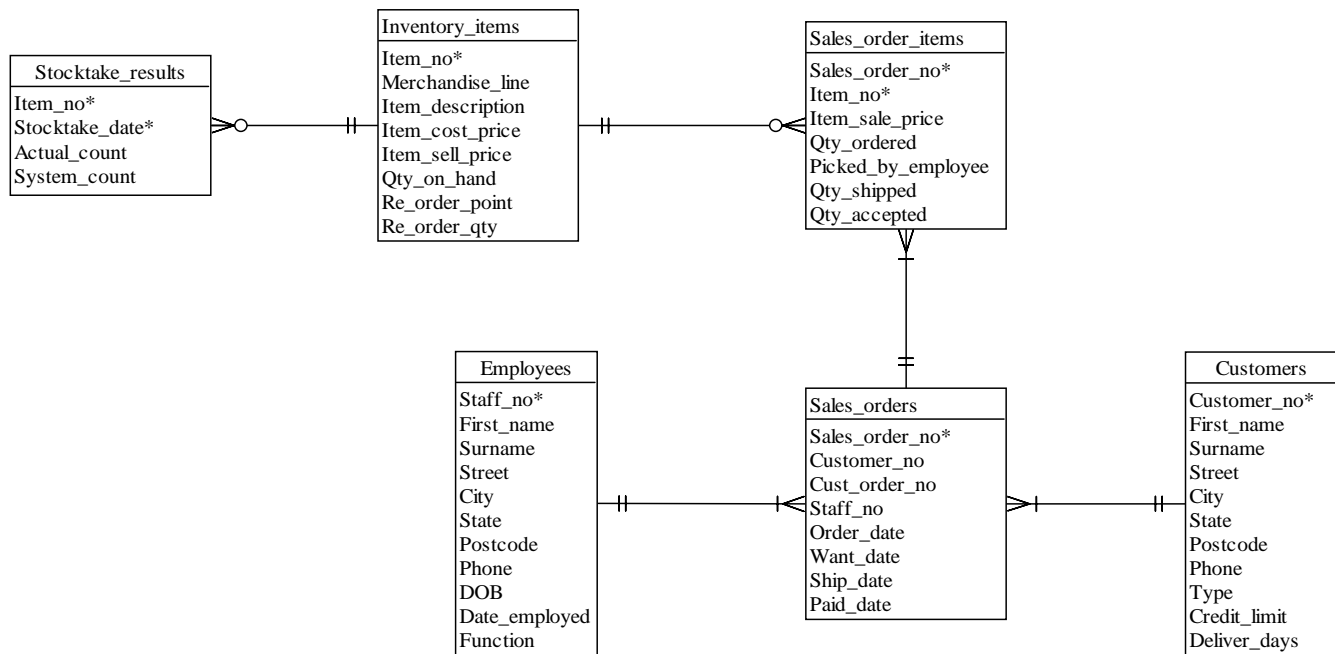 Stocktake_results
Item_no*
Stocktake_date*
Actual_count
System_count
Inventory_items
Item_no*
Merchandise_line
Item_description
Item_cost_price
Item_sell_price
Qty_on_hand
Re_order_point
Re_order_qty
Sales_order_items
Sales_order_no*
Item_no*
Item_sale_price
Qty_ordered
Picked_by_employee
Qty_shipped
Qty_accepted
Employees
Staff_no*
First_name
Surname
Street
City
State
Postcode
Phone
DOB
Date_employed
Function
Sales_orders
Sales_order_no*
Customer_no
Cust_order_no
Staff_no
Order_date
Want_date
Ship_date
Paid_date
Customers
Customer_no*
First_name
Surname
Street
City
State
Postcode
Phone
Type
Credit_limit
Deliver_days